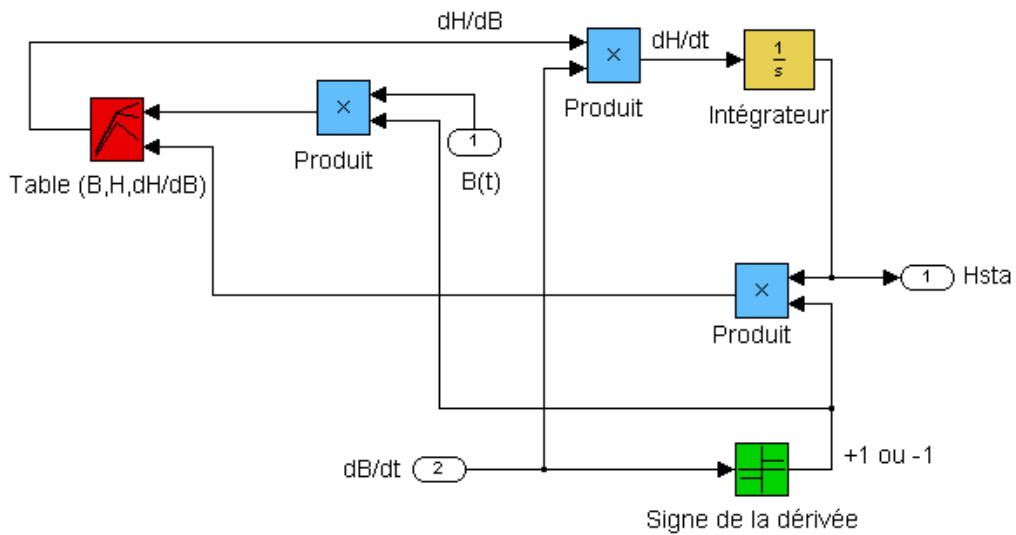 dH/dB
×
dH/dt
1
s
Produit
Intégrateur
×
Produit
1
B(t)
Table (B,H,dH/dB)
×
Produit
1
Hsta
dB/dt
2
+1 ou -1
Signe de la dérivée